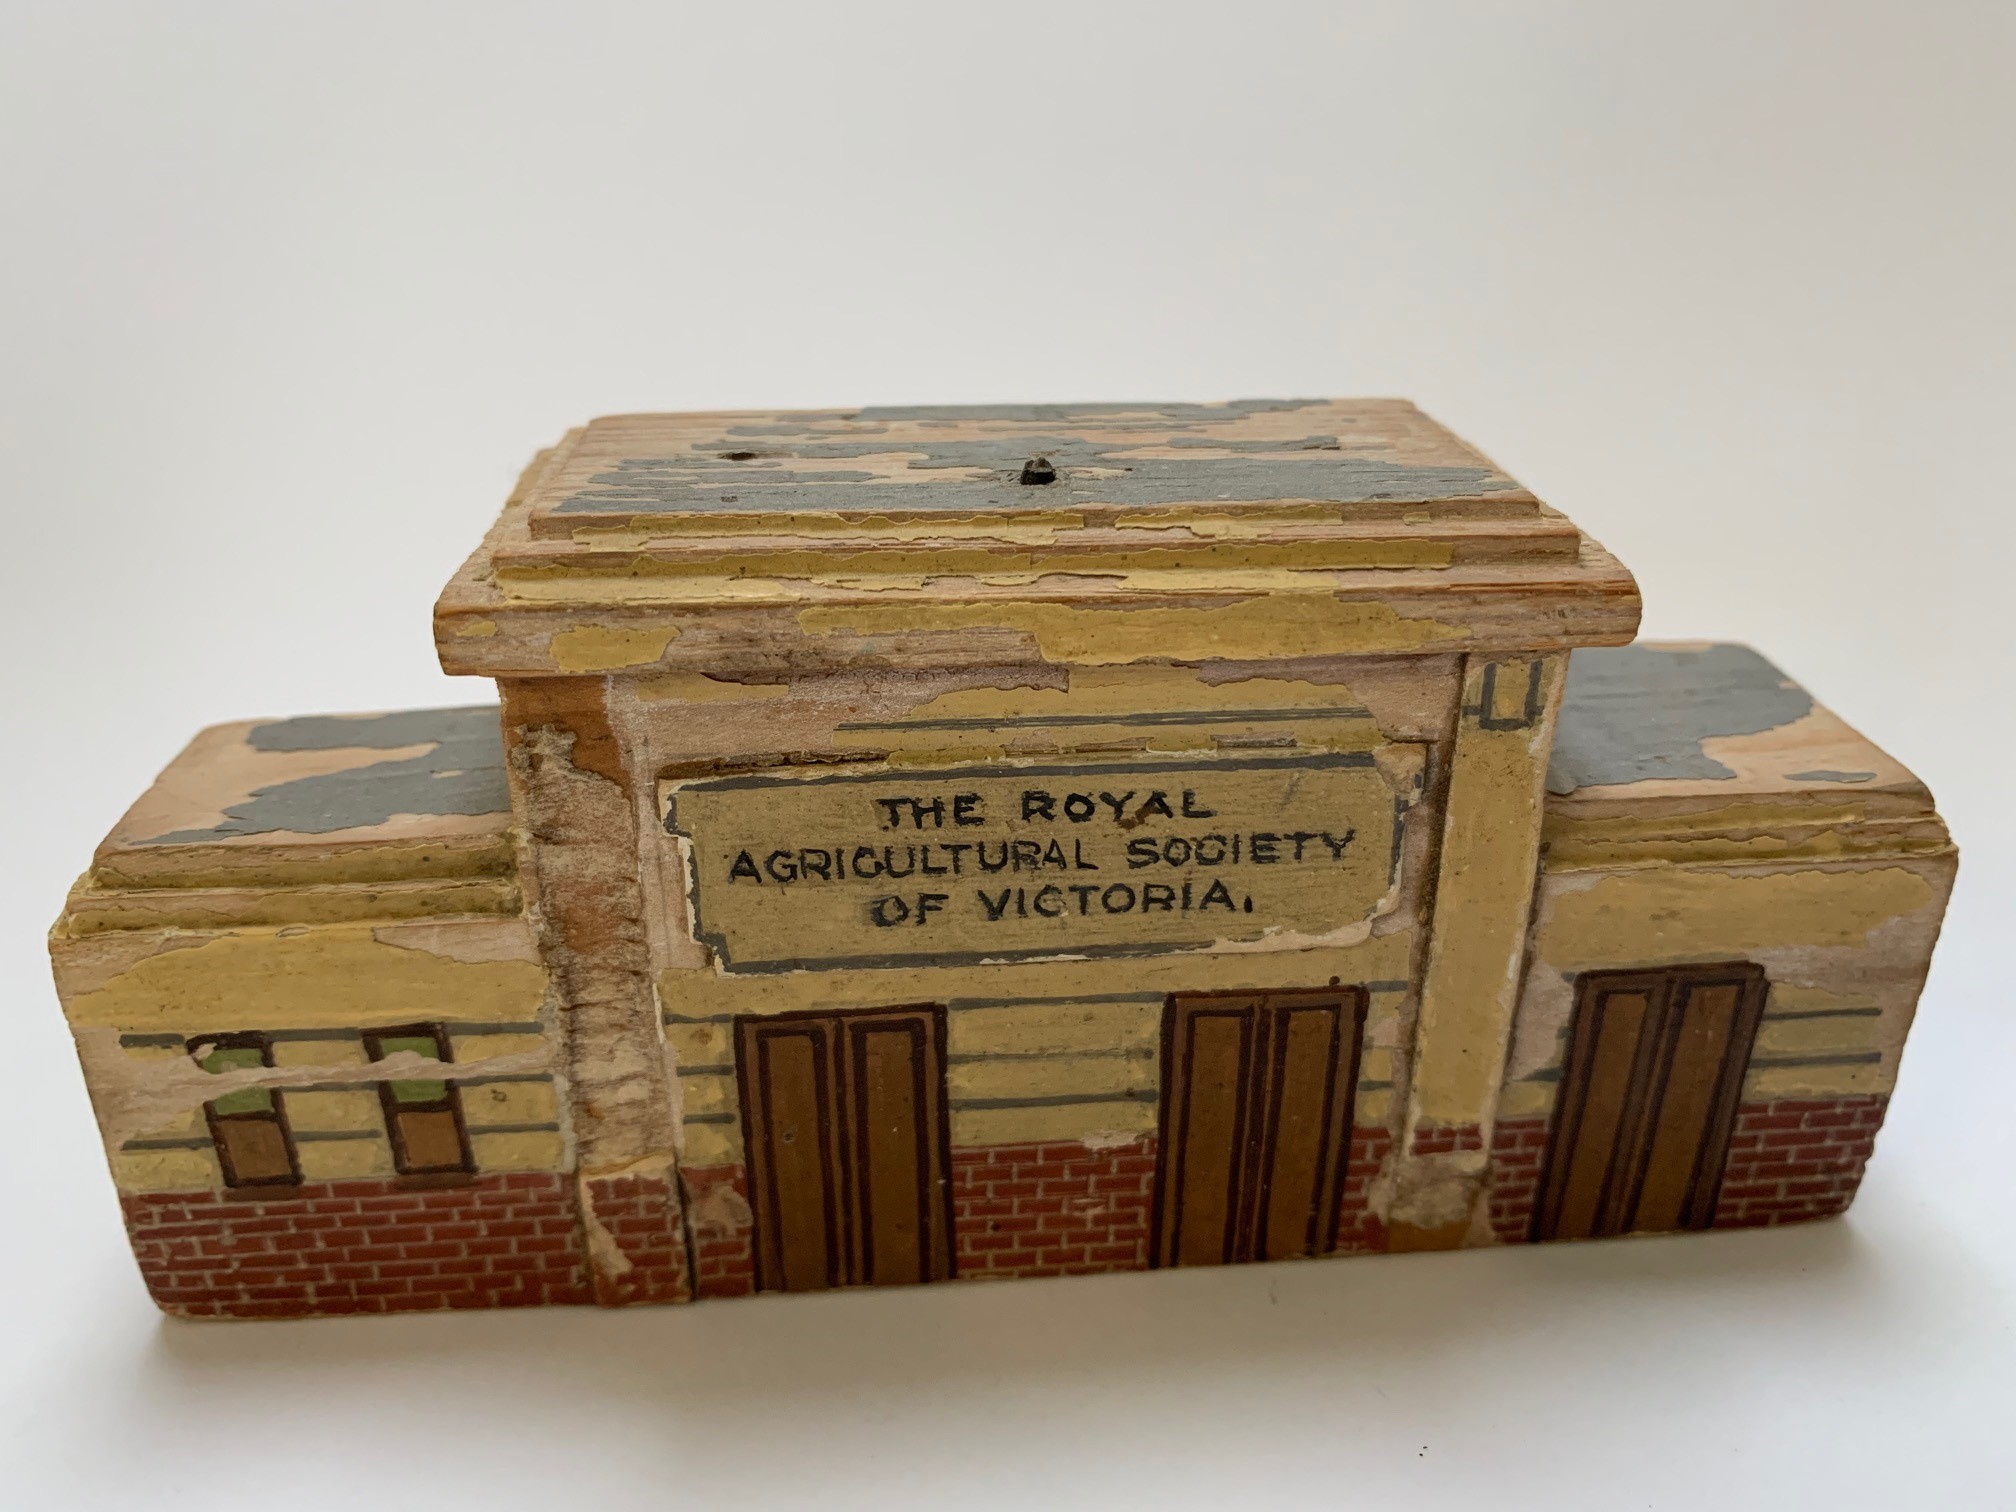 THE ROYAL
AGRICULTURAL SOCIETY
OF VICTORIA.